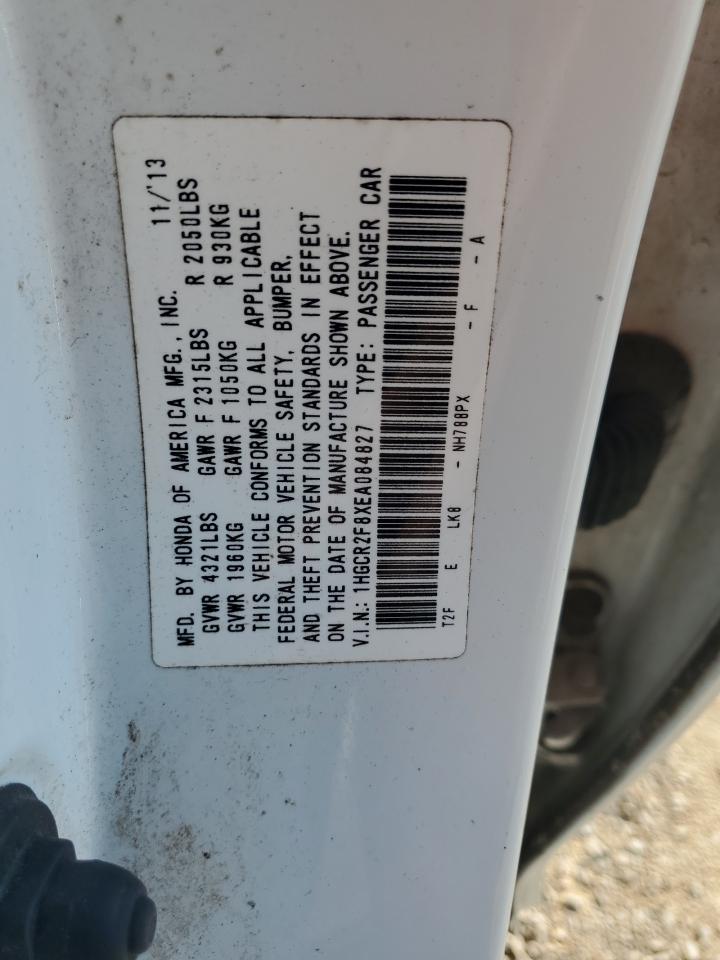 MFD. BY HONDA OF AMERICA MFG., INC. 11/'13
GVWR 4321LBS GAWR F 2315LBS R 2050LBS
GVWR 1960KG GAWR F 1050KG R 930KG
THIS VEHICLE CONFORMS TO ALL APPLICABLE
FEDERAL MOTOR VEHICLE SAFETY, BUMPER,
AND THEFT PREVENTION STANDARDS IN EFFECT
ON THE DATE OF MANUFACTURE SHOWN ABOVE.
V.I.N.: 1HGCR2F8XEA084827 TYPE: PASSENGER CAR
T2F E LK8 - NH788PX - F - A